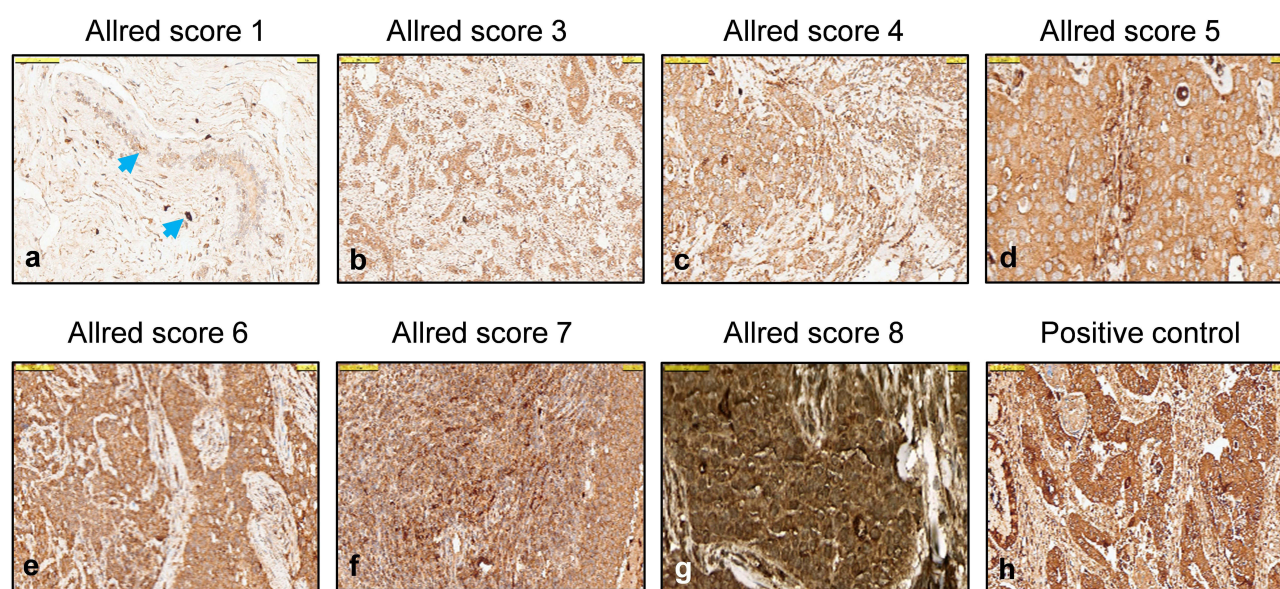 Allred score 1
Allred score 3
Allred score 4
Allred score 5
a
b
c
d
Allred score 6
Allred score 7
Allred score 8
Positive control
e
f
g
h